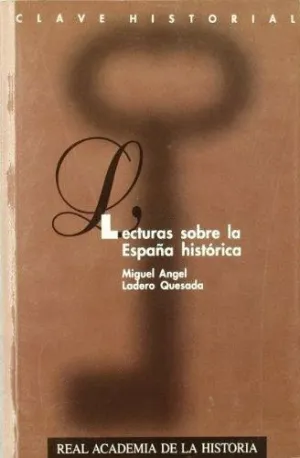 CLAVE HISTORIAL
Lecturas sobre la
España histórica
Miguel Angel
Ladero Quesada
REAL ACADEMIA DE LA HISTORIA